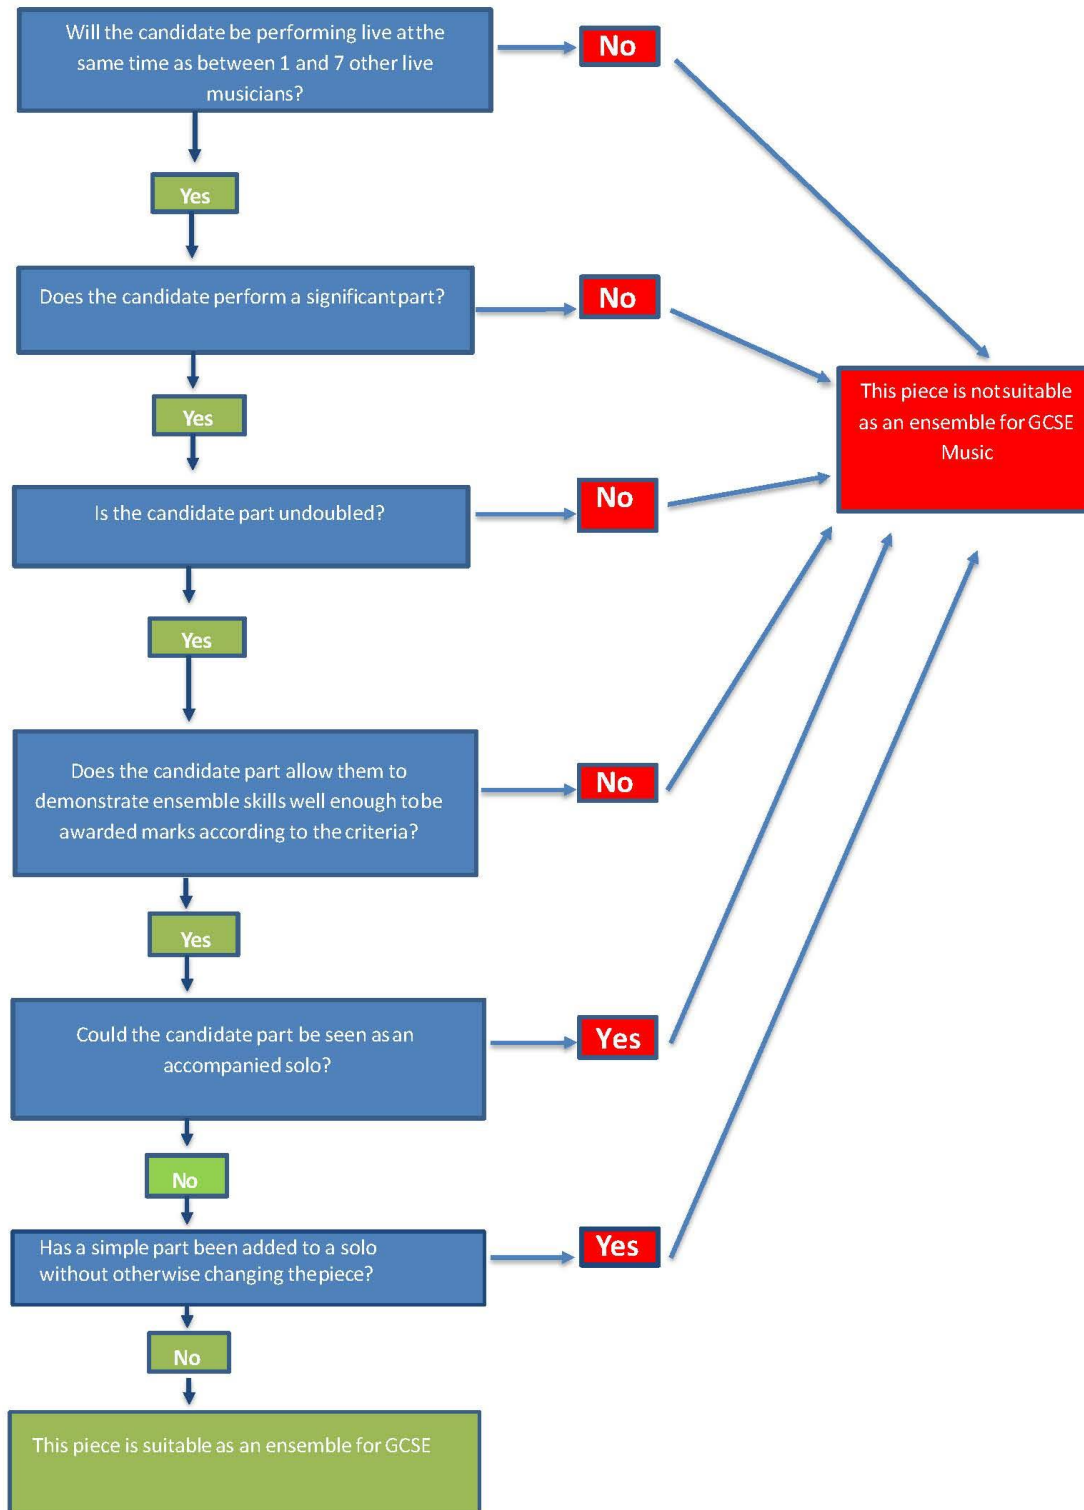 Will the candidate be performing live at the
same time as between 1 and 7 other live
musicians?
No
Yes
Does the candidate perform a significant part?
No
This piece is not suitable
as an ensemble for GCSE
Music
Yes
Is the candidate part undoubled?
No
Yes
Does the candidate part allow them to
demonstrate ensemble skills well enough to be
awarded marks according to the criteria?
No
Yes
Could the candidate part be seen as an
accompanied solo?
Yes
No
Has a simple part been added to a solo
without otherwise changing the piece?
Yes
No
This piece is suitable as an ensemble for GCSE